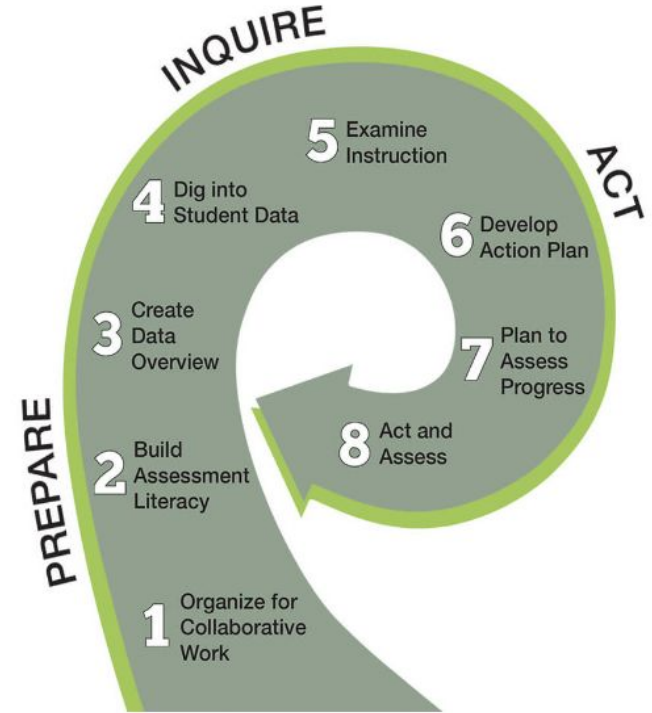 PREPARE
1 Organize for
Collaborative
Work
2 Build
Assessment
Literacy
INQUIRE
3 Create
Data
Overview
4 Dig into
Student Data
5 Examine
Instruction
ACT
6 Develop
Action Plan
7 Plan to
Assess
Progress
8 Act and
Assess